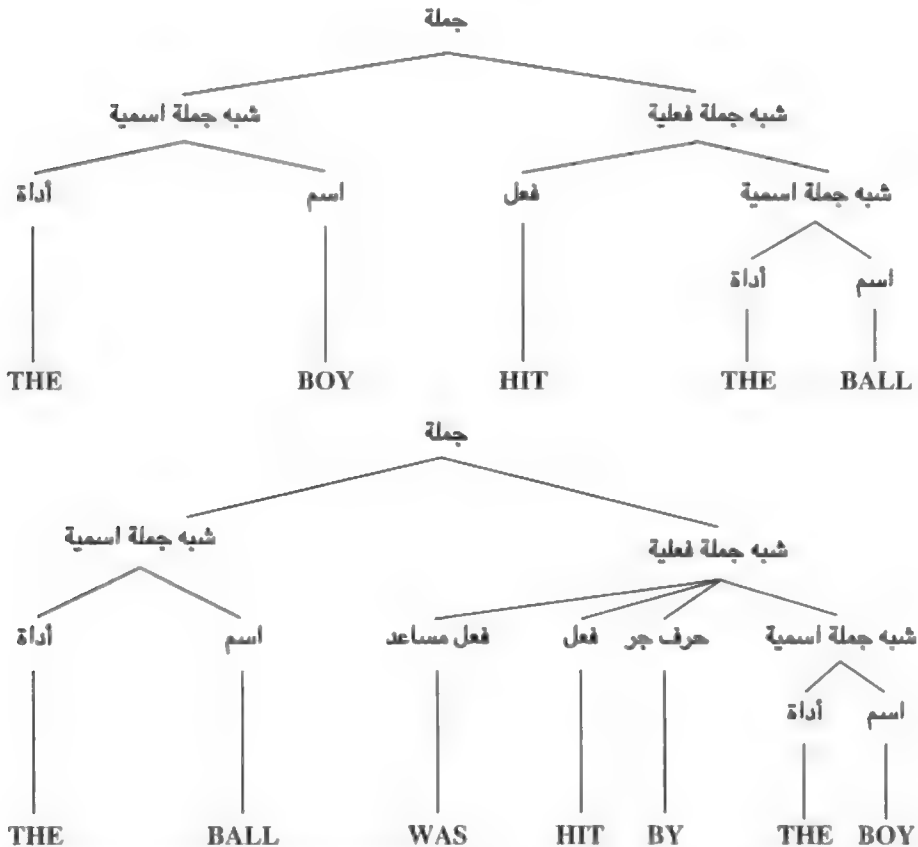 جملة
شبه جملة اسمية شبه جملة فعلية
أداة اسم فعل شبه جملة اسمية
أداة اسم
THE BOY HIT THE BALL
جملة
شبه جملة اسمية شبه جملة فعلية
أداة اسم فعل مساعد فعل حرف جر شبه جملة اسمية
أداة اسم
THE BALL WAS HIT BY THE BOY